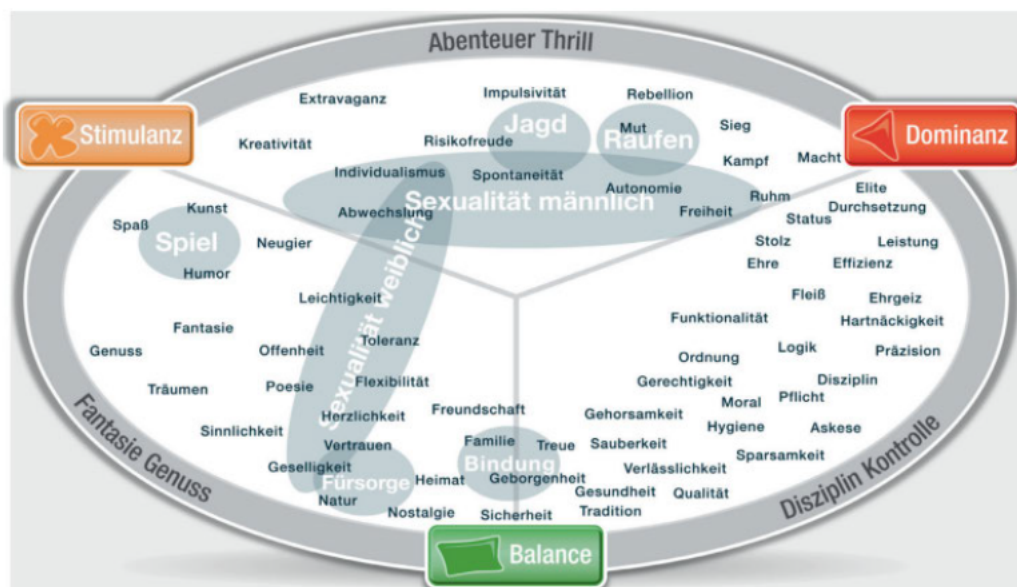 Abenteuer Thrill
Stimulanz
Dominanz
Extravaganz
Impulsivität
Rebellion
Kreativität
Risikofreude
Jagd
Mut
Raufen
Sieg
Individualismus
Spontaneität
Autonomie
Kampf
Macht
Sexualität männlich
Abwechslung
Freiheit
Ruhm
Elite
Durchsetzung
Status
Stolz
Leistung
Ehre
Effizienz
Fleiß
Ehrgeiz
Hartnäckigkeit
Funktionalität
Logik
Präzision
Ordnung
Gerechtigkeit
Disziplin
Moral
Pflicht
Gehorsamkeit
Hygiene
Askese
Sauberkeit
Sparsamkeit
Verlässlichkeit
Gesundheit
Qualität
Tradition
Disziplin Kontrolle
Kunst
Spaß
Spiel
Neugier
Humor
Sexualität weiblich
Leichtigkeit
Fantasie
Toleranz
Genuss
Offenheit
Träumen
Poesie
Flexibilität
Herzlichkeit
Freundschaft
Sinnlichkeit
Vertrauen
Familie
Treue
Geselligkeit
Bindung
Fürsorge
Heimat
Geborgenheit
Natur
Nostalgie
Sicherheit
Fantasie Genuss
Balance